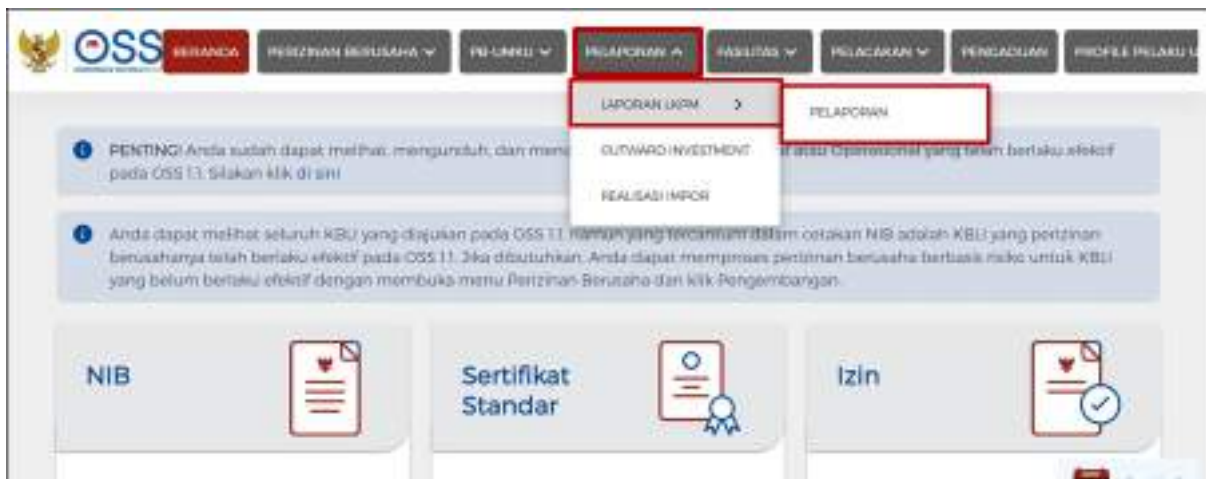 OSS
BERANDA
PERIZINAN BERUSAHA
PB-UMKU
PELAPORAN
FASILITAS
PELACAKAN
PENGADUAN
PROFILE PELAKU U
LAPORAN LKPM
PELAPORAN
OUTWARD INVESTMENT
REALISASI IMPOR
PENTING! Anda sudah dapat melihat, mengunduh, dan menc atau Operasional yang telah berlaku efektif
pada OSS 1.1. Silakan klik di sini
Anda dapat melihat seluruh KBLI yang diajukan pada OSS 1.1. namun yang tercantum dalam cetakan NIB adalah KBLI yang perizinan
berusahanya telah berlaku efektif pada OSS 1.1. Jika dibutuhkan, Anda dapat memproses perizinan berusaha berbasis risiko untuk KBLI
yang belum berlaku efektif dengan membuka menu Perizinan Berusaha dan klik Pengembangan.
NIB
Sertifikat
Standar
Izin